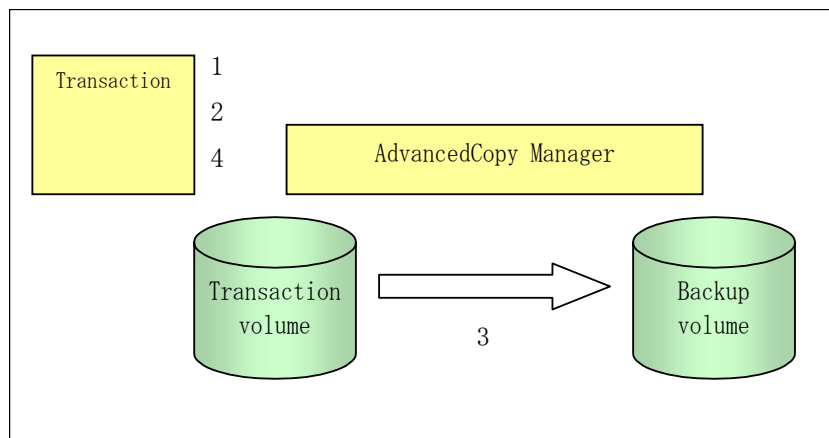 Transaction
1
2
4
AdvancedCopy Manager
Transaction
volume
3
Backup
volume